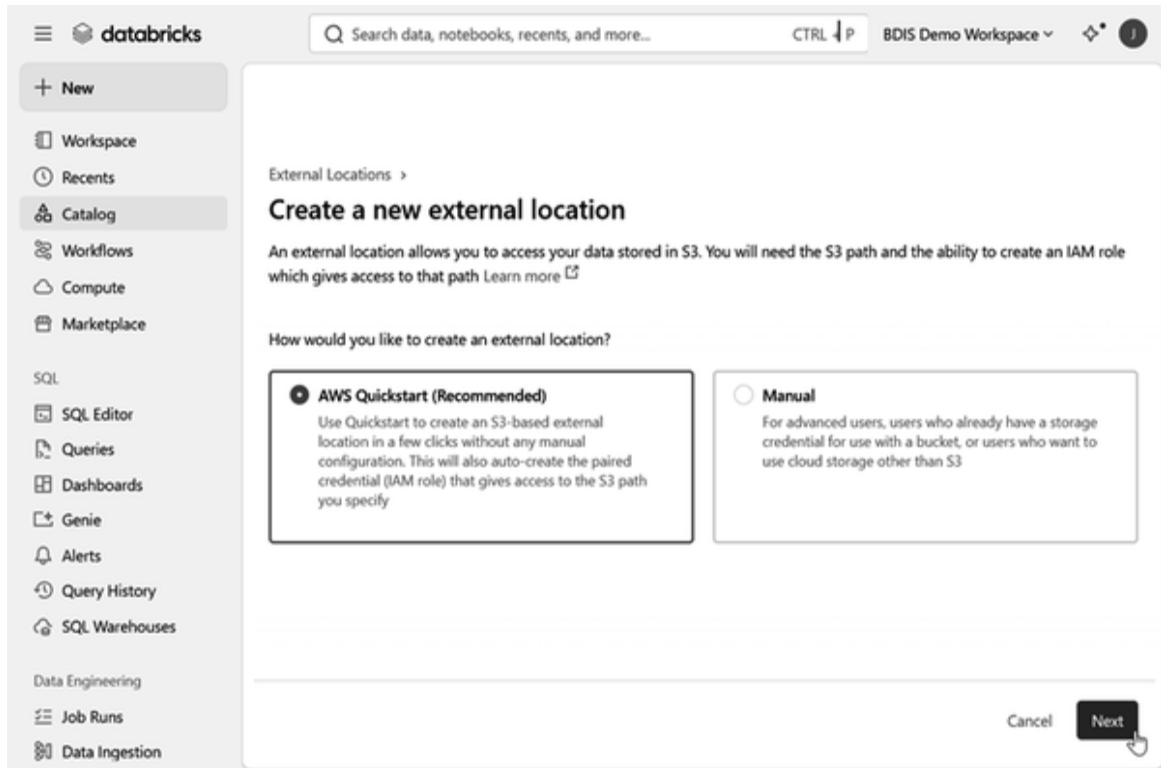 databricks
Search data, notebooks, recents, and more...
CTRL + P
BDIS Demo Workspace
J
New
Workspace
Recents
Catalog
Workflows
Compute
Marketplace
SQL
SQL Editor
Queries
Dashboards
Genie
Alerts
Query History
SQL Warehouses
Data Engineering
Job Runs
Data Ingestion
External Locations >
Create a new external location
An external location allows you to access your data stored in S3. You will need the S3 path and the ability to create an IAM role
which gives access to that path Learn more
How would you like to create an external location?
AWS Quickstart (Recommended)
Use Quickstart to create an S3-based external
location in a few clicks without any manual
configuration. This will also auto-create the paired
credential (IAM role) that gives access to the S3 path
you specify
Manual
For advanced users, users who already have a storage
credential for use with a bucket, or users who want to
use cloud storage other than S3
Cancel
Next